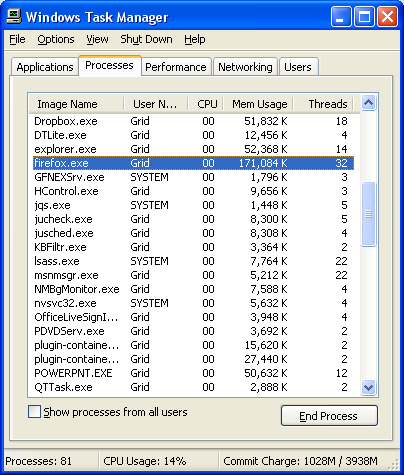 Windows Task Manager
File Options View Shut Down Help
Applications Processes Performance Networking Users
Image Name User N... CPU Mem Usage Threads
Dropbox.exe Grid 00 51,832 K 18
DTLite.exe Grid 00 12,456 K 4
explorer.exe Grid 00 52,368 K 14
firefox.exe Grid 00 171,084 K 32
GFNEXSrv.exe SYSTEM 00 1,796 K 3
HControl.exe Grid 00 9,656 K 3
jqs.exe SYSTEM 00 1,448 K 5
jucheck.exe Grid 00 8,300 K 5
jusched.exe Grid 00 8,308 K 4
KBFiltr.exe Grid 00 3,364 K 2
lsass.exe SYSTEM 00 7,764 K 22
msnmsgr.exe Grid 00 5,212 K 22
NMBgMonitor.exe Grid 00 7,588 K 4
nvsvc32.exe SYSTEM 00 5,632 K 4
OfficeLiveSignI... Grid 00 3,948 K 4
PDVDServ.exe Grid 00 3,692 K 2
plugin-containe... Grid 00 15,620 K 2
plugin-containe... Grid 00 27,440 K 2
POWERPNT.EXE Grid 00 50,632 K 12
QTTask.exe Grid 00 2,888 K 2
Show processes from all users
End Process
Processes: 81 CPU Usage: 14% Commit Charge: 1028M / 3938M